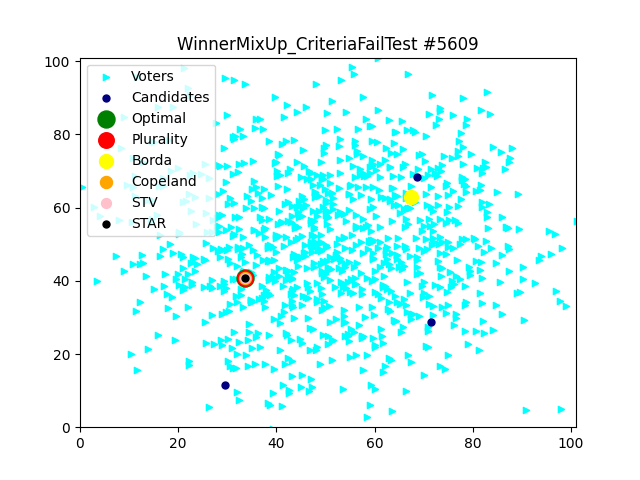 WinnerMixUp_CriteriaFailTest #5609
100
80
60
40
20
0
Voters
Candidates
Optimal
Plurality
Borda
Copeland
STV
STAR
0 20 40 60 80 100